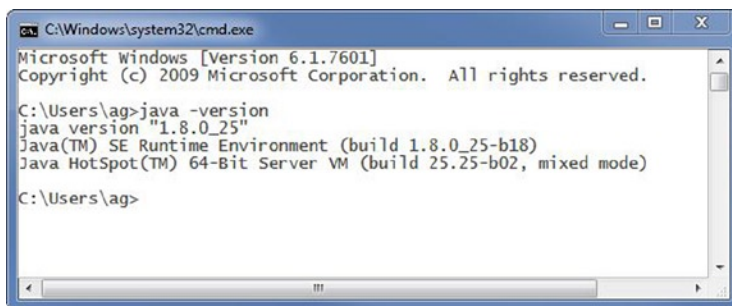 C:\Windows\system32\cmd.exe
Microsoft Windows [Version 6.1.7601]
Copyright (c) 2009 Microsoft Corporation.  All rights reserved.
C:\Users\ag>java -version
java version "1.8.0_25"
Java(TM) SE Runtime Environment (build 1.8.0_25-b18)
Java HotSpot(TM) 64-Bit Server VM (build 25.25-b02, mixed mode)
C:\Users\ag>